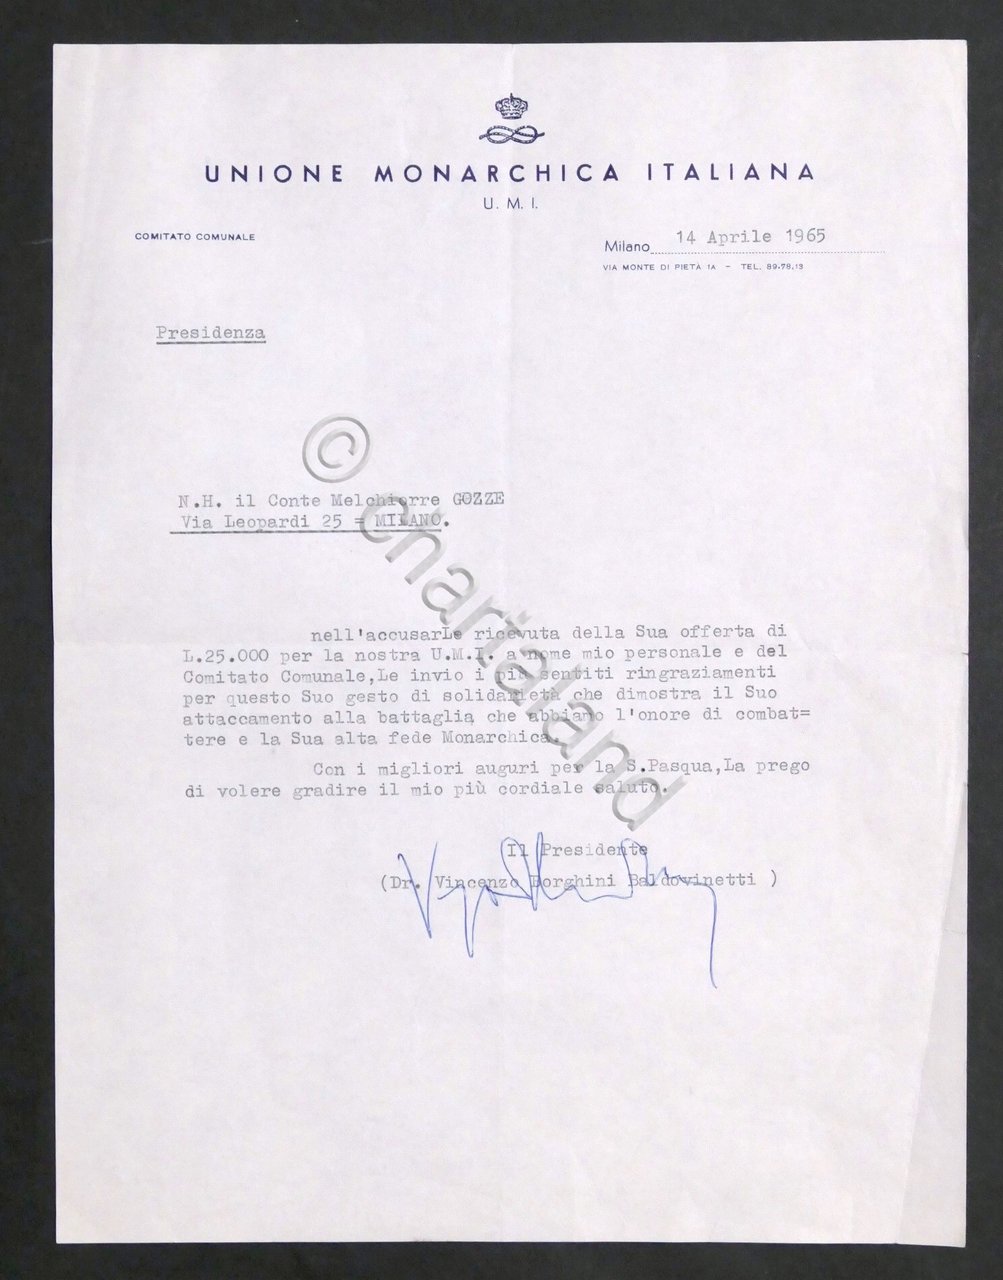 UNIONE MONARCHICA ITALIANA
U. M. I.
COMITATO COMUNALE
Milano 14 Aprile 1965
VIA MONTE DI PIETÀ 1A - TEL. 89.78.13
Presidenza
N.H. il Conte Melchiorre GOZZE
Via Leopardi 25 = MILANO.
nell'accusarLe ricevuta della Sua offerta di
L.25.000 per la nostra U.M.I. a nome mio personale e del
Comitato Comunale,Le invio i più sentiti ringraziamenti
per questo Suo gesto di solidarietà che dimostra il Suo
attaccamento alla battaglia che abbiamo l'onore di combat=
tere e la Sua alta fede Monarchica.
Con i migliori auguri per la S.Pasqua,La prego
di volere gradire il mio più cordiale saluto.
Il Presidente
(Dr. Vincenzo Borghini Baldovinetti )
© chartaland